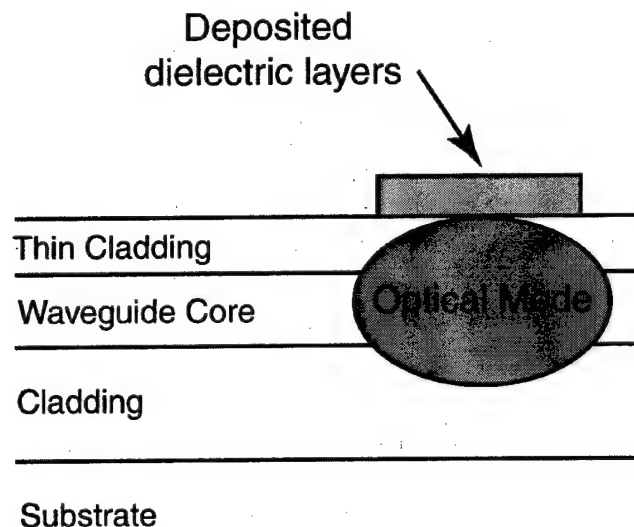 Deposited
dielectric layers
Thin Cladding
Optical Mode
Waveguide Core
Cladding
Substrate